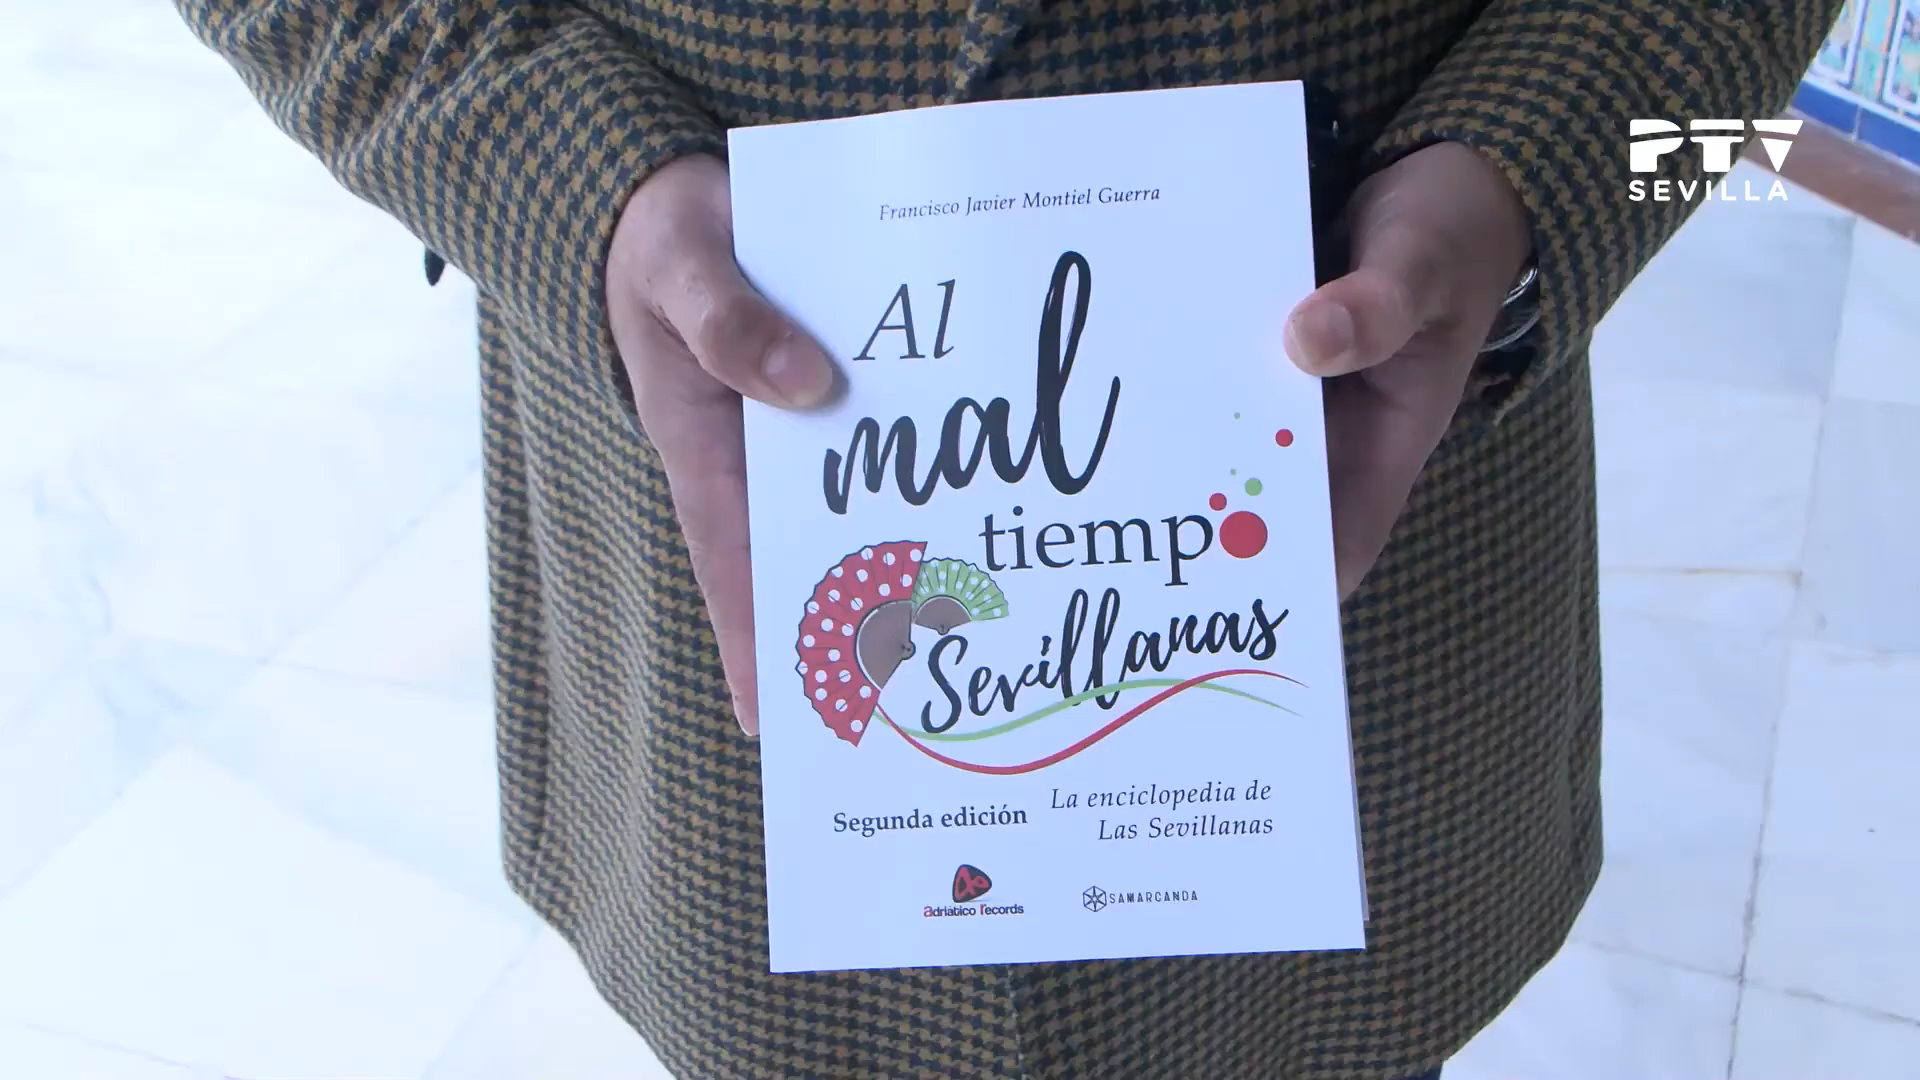 PTV
SEVILLA
Francisco Javier Montiel Guerra
Al
mal
tiempo
Sevillanas
Segunda edición
La enciclopedia de
Las Sevillanas
adriático records
SAMARCANDA